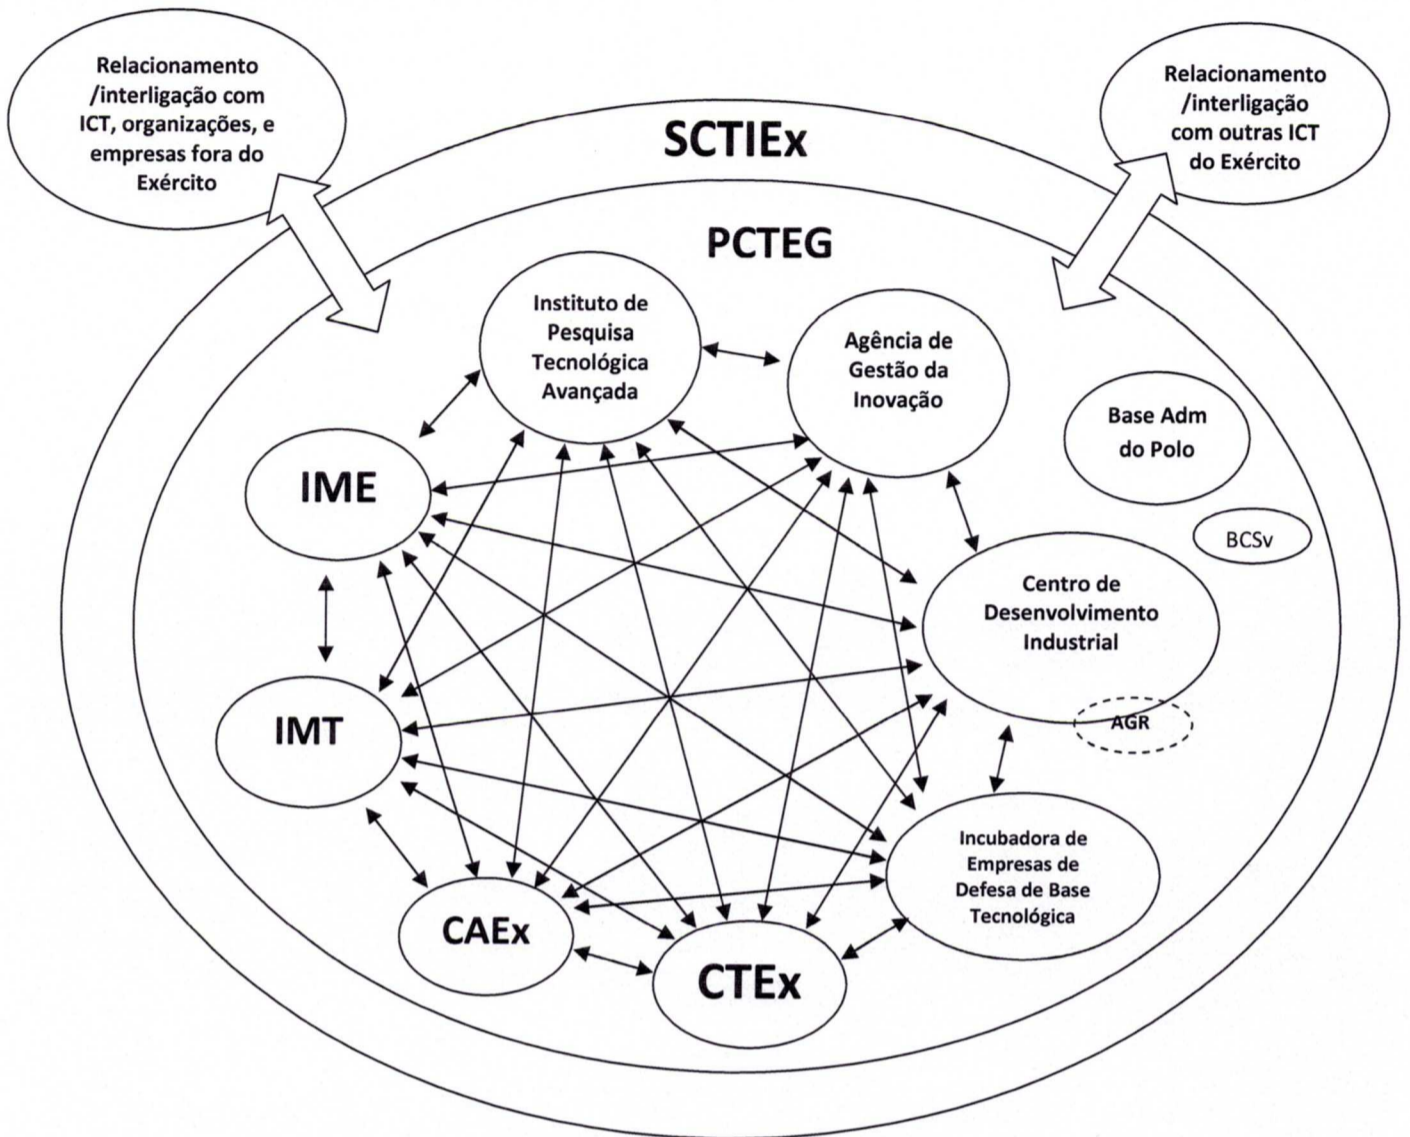 Relacionamento
/interligação com
ICT, organizações, e
empresas fora do
Exército
Relacionamento
/interligação
com outras ICT
do Exército
SCTIEx
PCTEG
Instituto de
Pesquisa
Tecnológica
Avançada
Agência de
Gestão da
Inovação
Base Adm
do Polo
IME
BCSv
Centro de
Desenvolvimento
Industrial
IMT
AGR
Incubadora de
Empresas de
Defesa de Base
Tecnológica
CAEx
CTEx